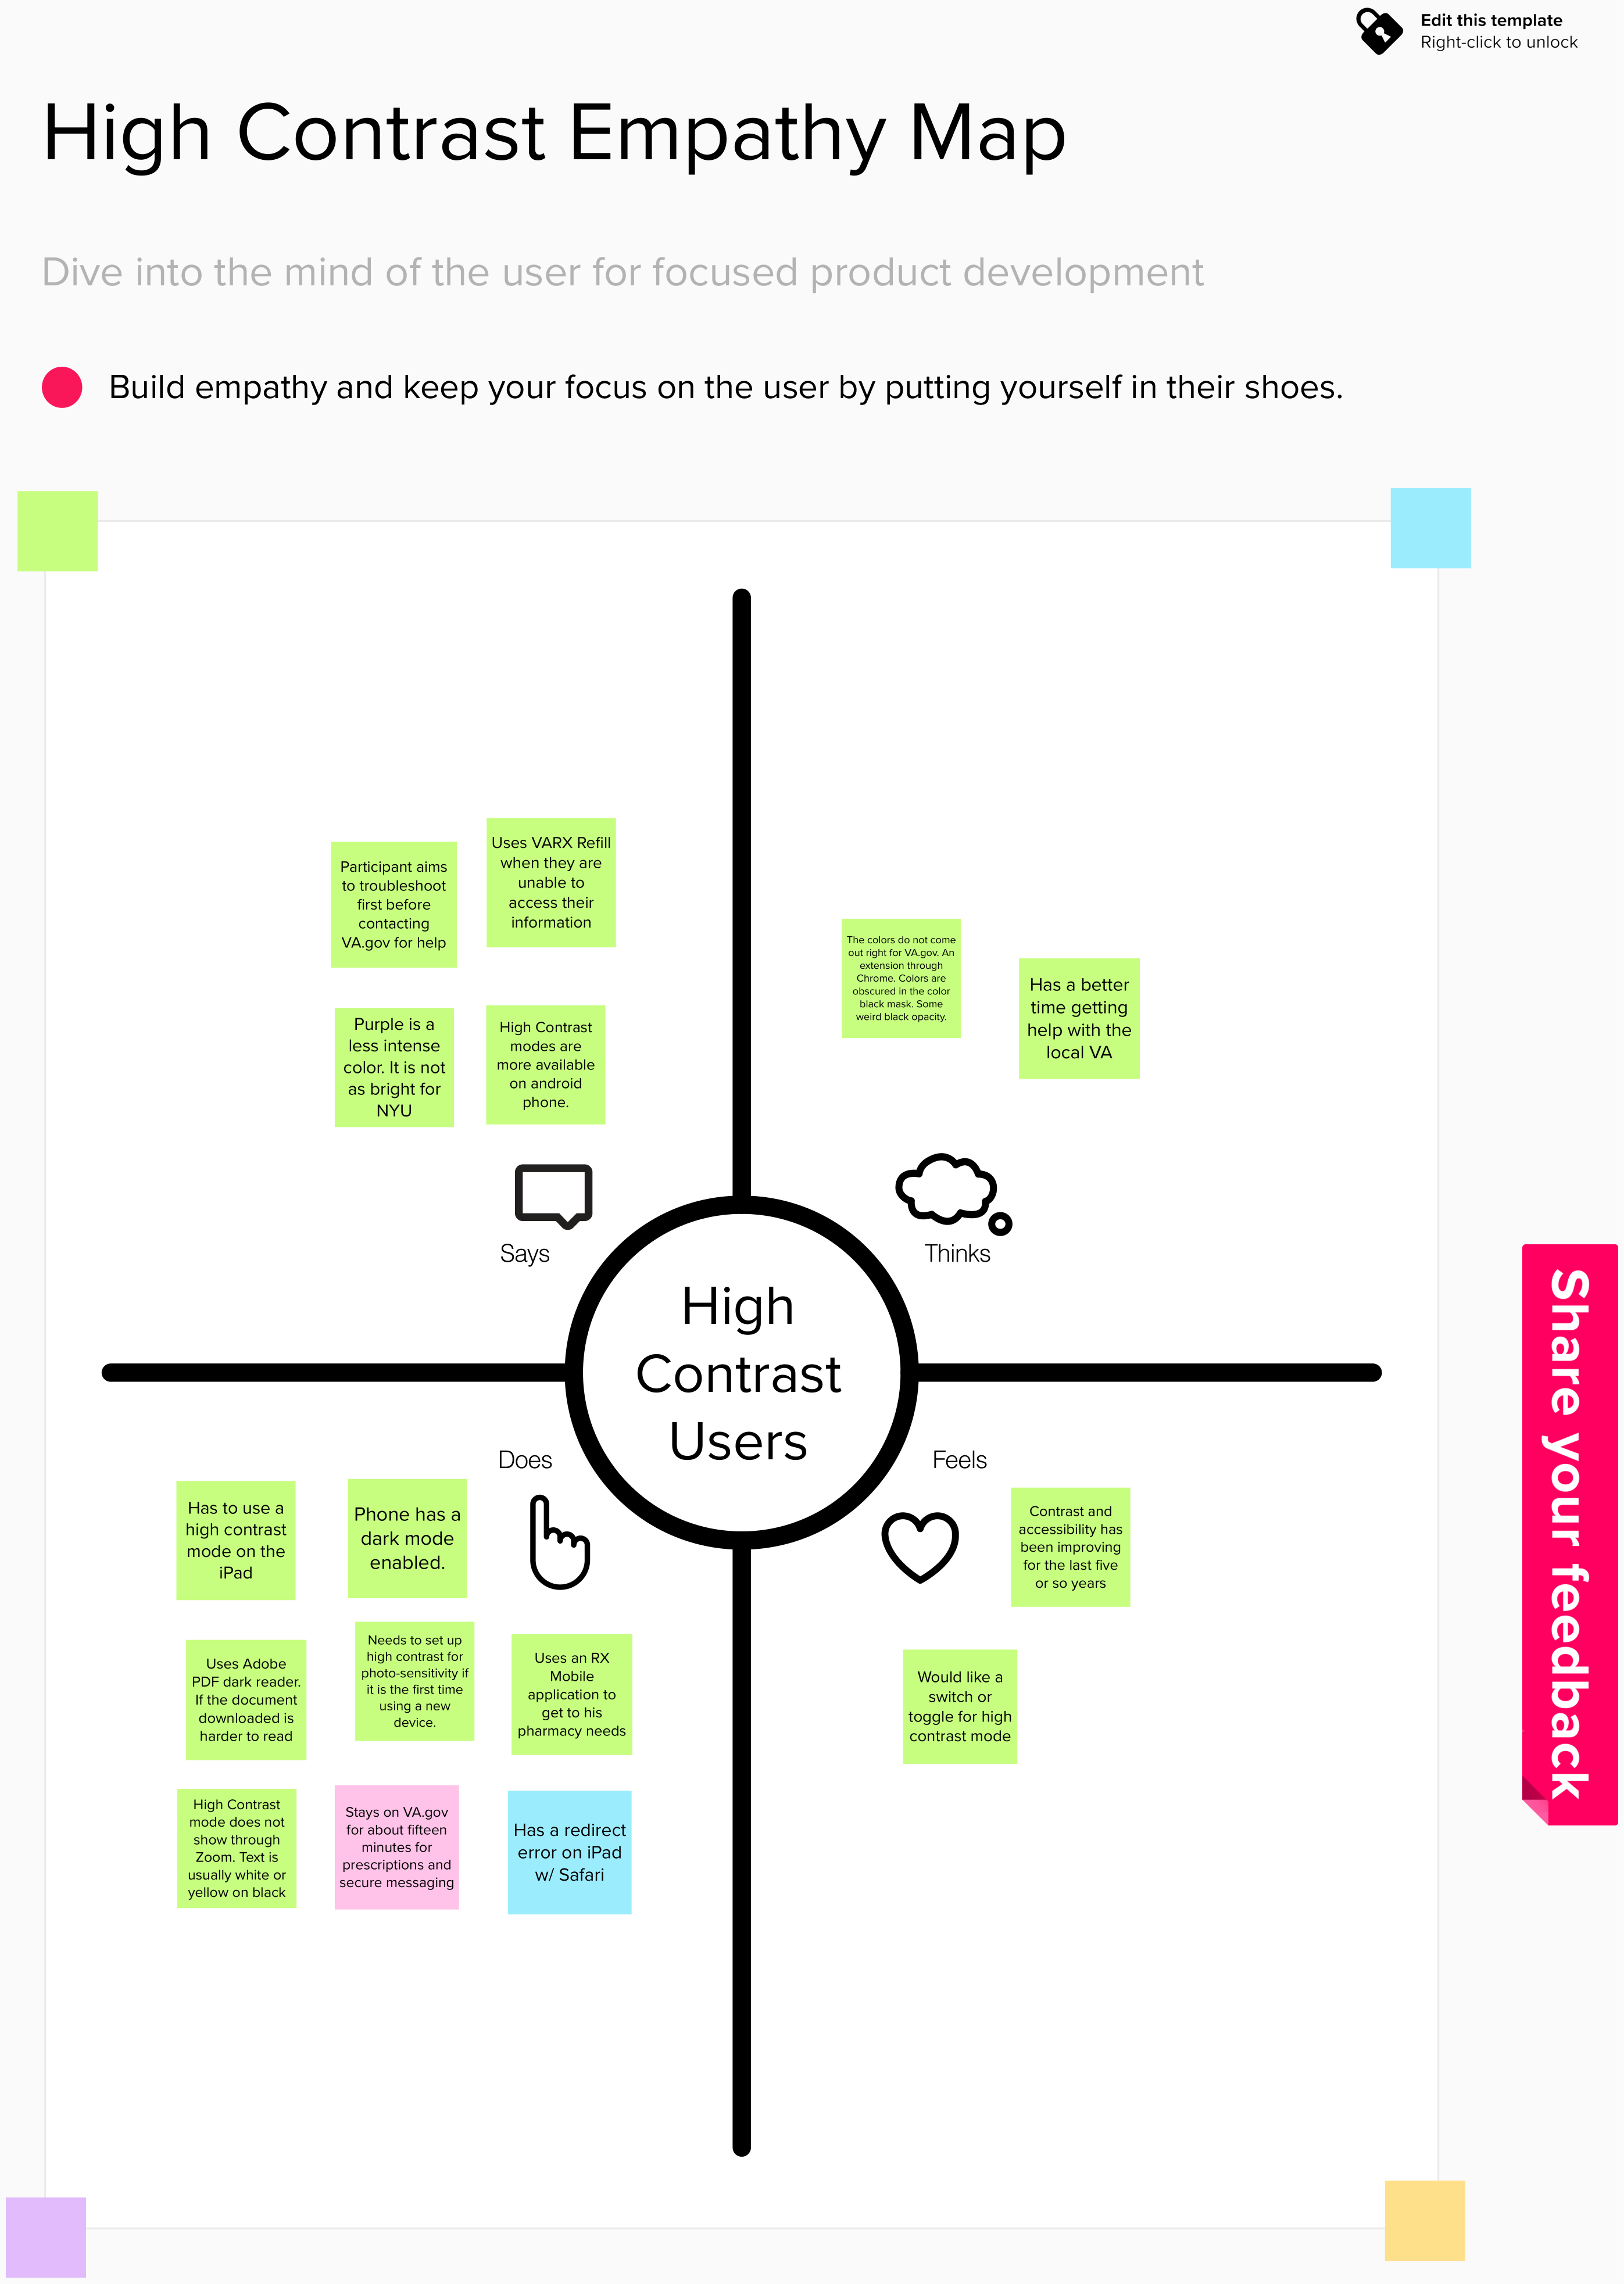 Edit this template
Right-click to unlock
High Contrast Empathy Map
Dive into the mind of the user for focused product development
Build empathy and keep your focus on the user by putting yourself in their shoes.
Participant aims
to troubleshoot
first before
contacting
VA.gov for help
Uses VARX Refill
when they are
unable to
access their
information
Purple is a
less intense
color. It is not
as bright for
NYU
High Contrast
modes are
more available
on android
phone.
Says
The colors do not come
out right for VA.gov. An
extension through
Chrome. Colors are
obscured in the color
black mask. Some
weird black opacity.
Has a better
time getting
help with the
local VA
Thinks
High
Contrast
Users
Does
Has to use a
high contrast
mode on the
iPad
Phone has a
dark mode
enabled.
Uses Adobe
PDF dark reader.
If the document
downloaded is
harder to read
Needs to set up
high contrast for
photo-sensitivity if
it is the first time
using a new
device.
Uses an RX
Mobile
application to
get to his
pharmacy needs
High Contrast
mode does not
show through
Zoom. Text is
usually white or
yellow on black
Stays on VA.gov
for about fifteen
minutes for
prescriptions and
secure messaging
Has a redirect
error on iPad
w/ Safari
Feels
Contrast and
accessibility has
been improving
for the last five
or so years
Would like a
switch or
toggle for high
contrast mode
Share your feedback